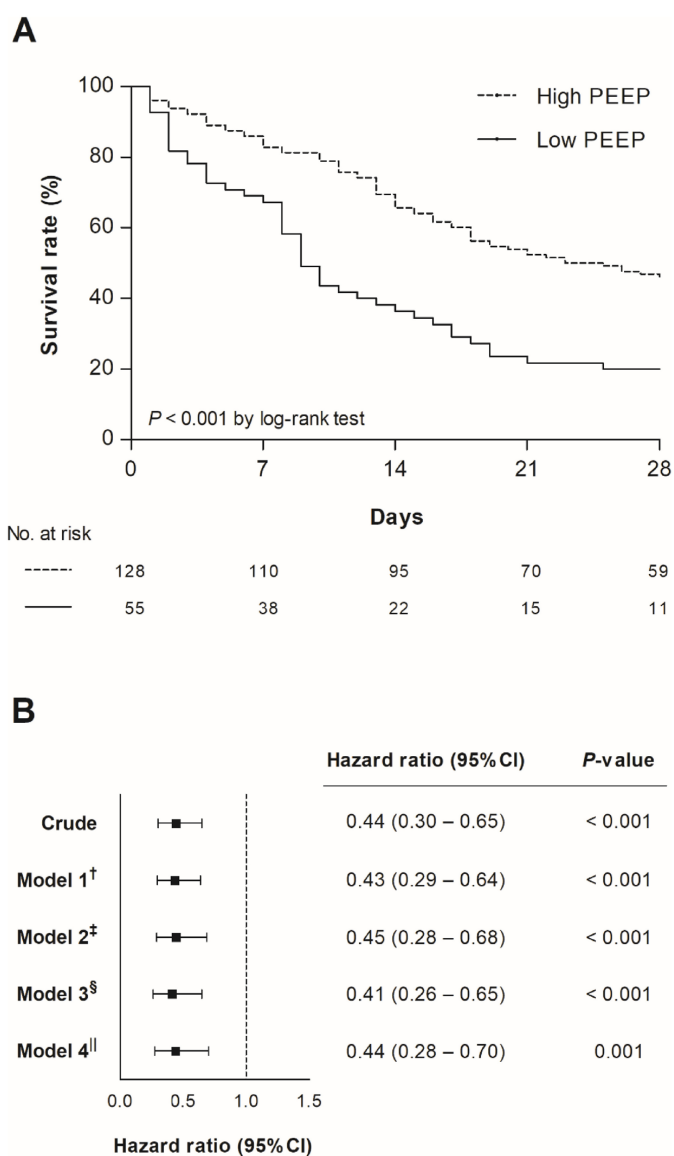 A
100
80
60
40
20
0
Survival rate (%)
High PEEP
Low PEEP
P < 0.001 by log-rank test
0 7 14 21 28
Days
No. at risk
128 110 95 70 59
55 38 22 15 11
B
Hazard ratio (95%CI) P-value
Crude 0.44 (0.30 – 0.65) < 0.001
Model 1† 0.43 (0.29 – 0.64) < 0.001
Model 2‡ 0.45 (0.28 – 0.68) < 0.001
Model 3§ 0.41 (0.26 – 0.65) < 0.001
Model 4|| 0.44 (0.28 – 0.70) 0.001
0.0 0.5 1.0 1.5
Hazard ratio (95%CI)